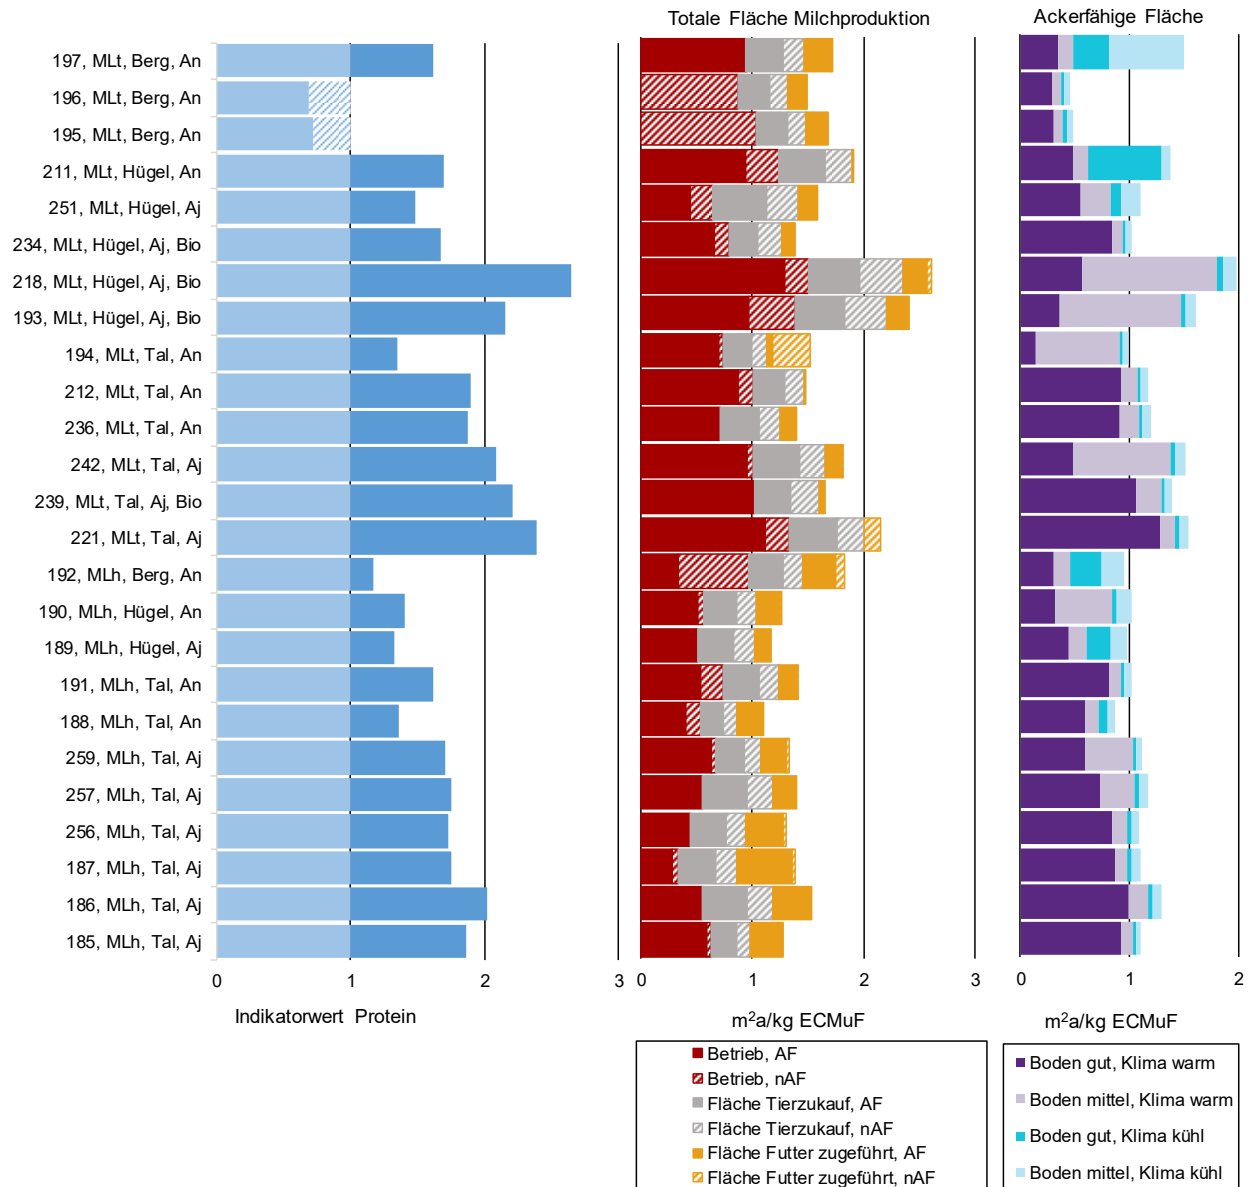 Totale Fläche Milchproduktion
Ackerfähige Fläche
197, MLt, Berg, An
196, MLt, Berg, An
195, MLt, Berg, An
211, MLt, Hügel, An
251, MLt, Hügel, Aj
234, MLt, Hügel, Aj, Bio
218, MLt, Hügel, Aj, Bio
193, MLt, Hügel, Aj, Bio
194, MLt, Tal, An
212, MLt, Tal, An
236, MLt, Tal, An
242, MLt, Tal, Aj
239, MLt, Tal, Aj, Bio
221, MLt, Tal, Aj
192, MLh, Berg, An
190, MLh, Hügel, An
189, MLh, Hügel, Aj
191, MLh, Tal, An
188, MLh, Tal, An
259, MLh, Tal, Aj
257, MLh, Tal, Aj
256, MLh, Tal, Aj
187, MLh, Tal, Aj
186, MLh, Tal, Aj
185, MLh, Tal, Aj
0 1 2 3
Indikatorwert Protein
0 1 2 3
m²a/kg ECMuF
0 1 2
m²a/kg ECMuF
Betrieb, AF
Betrieb, nAF
Fläche Tierzukauf, AF
Fläche Tierzukauf, nAF
Fläche Futter zugeführt, AF
Fläche Futter zugeführt, nAF
Boden gut, Klima warm
Boden mittel, Klima warm
Boden gut, Klima kühl
Boden mittel, Klima kühl